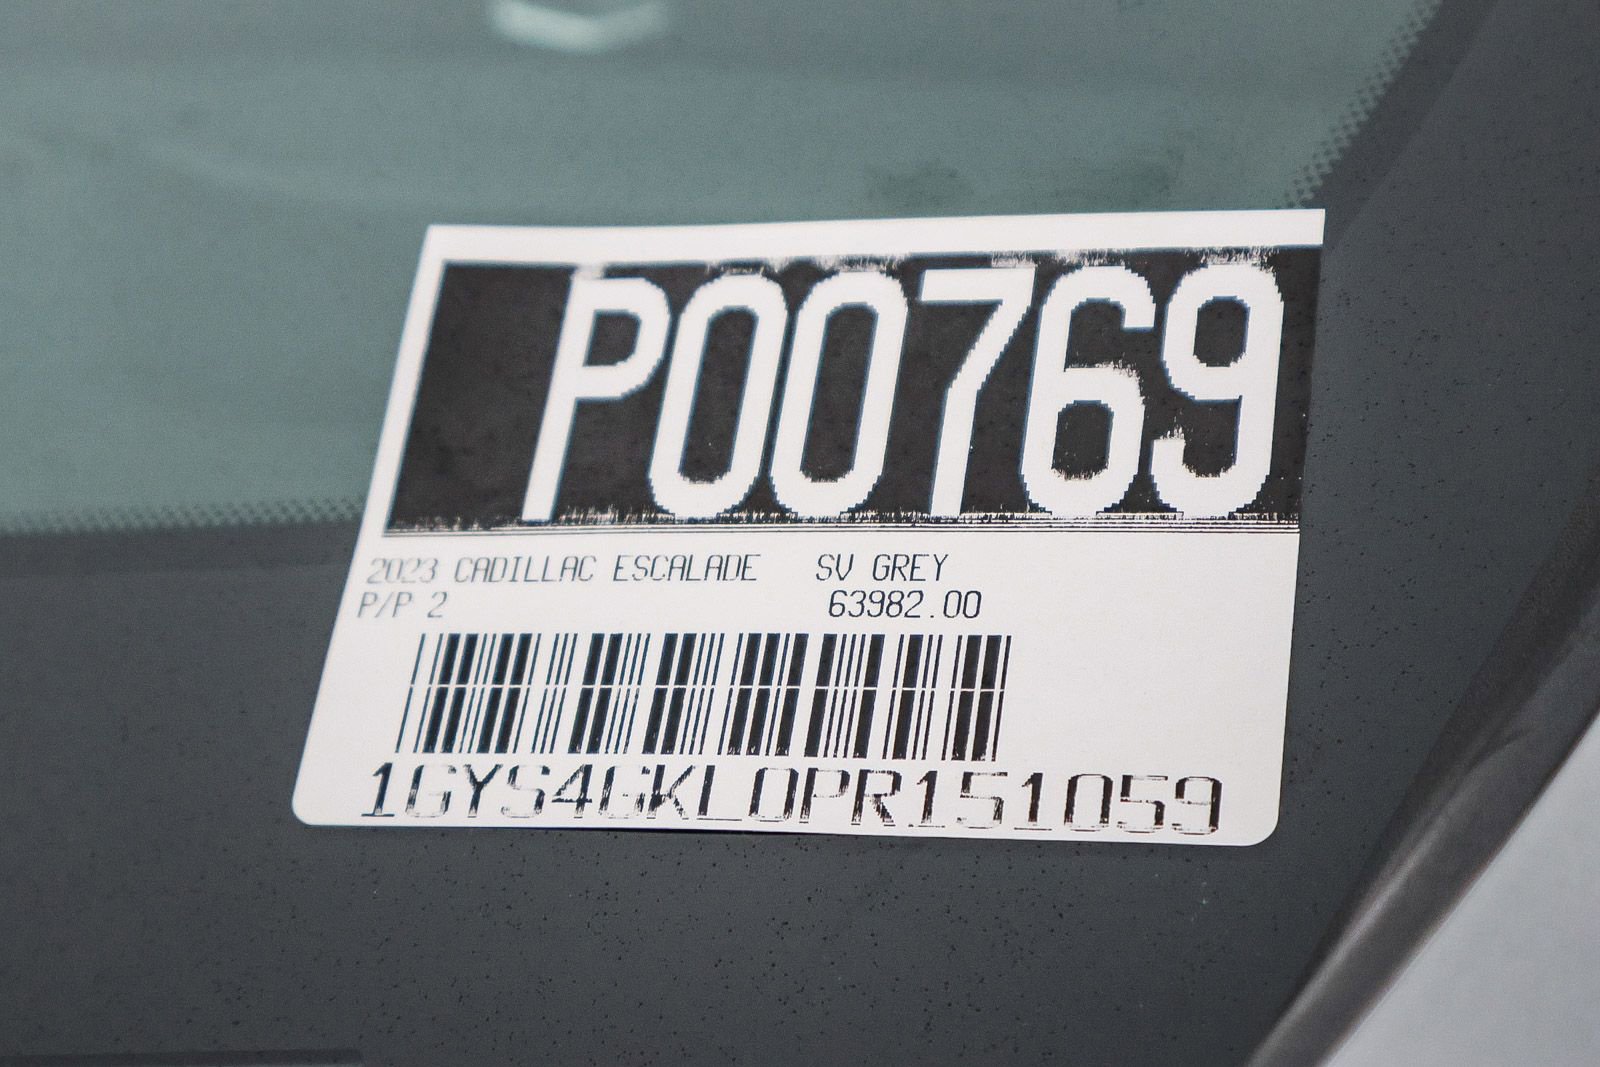 P00769
2023 CADILLAC ESCALADE SV GREY
P/P 2 63982.00
1GYS4GKL0PR151059